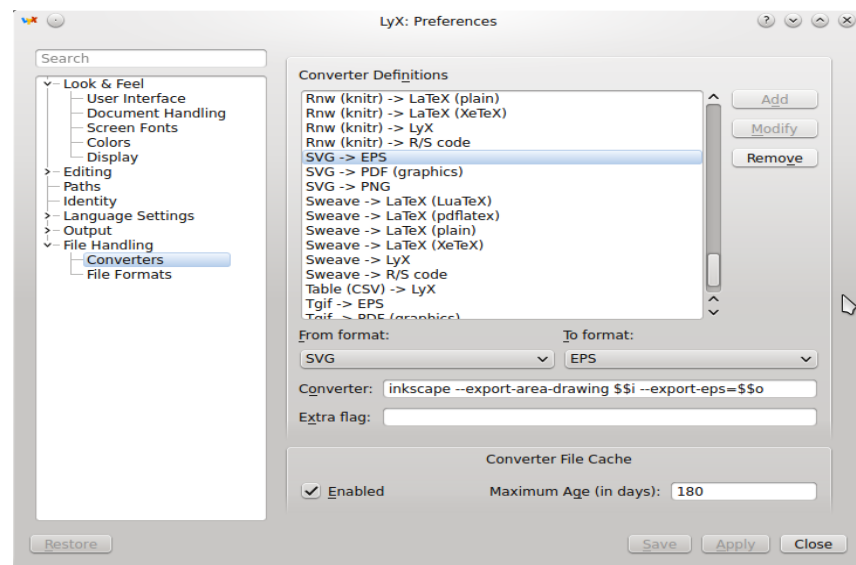 LyX: Preferences
Search
Look & Feel
User Interface
Document Handling
Screen Fonts
Colors
Display
Editing
Paths
Identity
Language Settings
Output
File Handling
Converters
File Formats
Converter Definitions
Rnw (knitr) -> LaTeX (plain)
Rnw (knitr) -> LaTeX (XeTeX)
Rnw (knitr) -> LyX
Rnw (knitr) -> R/S code
SVG -> EPS
SVG -> PDF (graphics)
SVG -> PNG
Sweave -> LaTeX (LuaTeX)
Sweave -> LaTeX (pdflatex)
Sweave -> LaTeX (plain)
Sweave -> LaTeX (XeTeX)
Sweave -> LyX
Sweave -> R/S code
Table (CSV) -> LyX
Tgif -> EPS
Tgif -> PDF (graphics)
Add
Modify
Remove
From format:
To format:
SVG
EPS
Converter: inkscape --export-area-drawing $$i --export-eps=$$o
Extra flag:
Converter File Cache
Enabled
Maximum Age (in days): 180
Restore
Save
Apply
Close